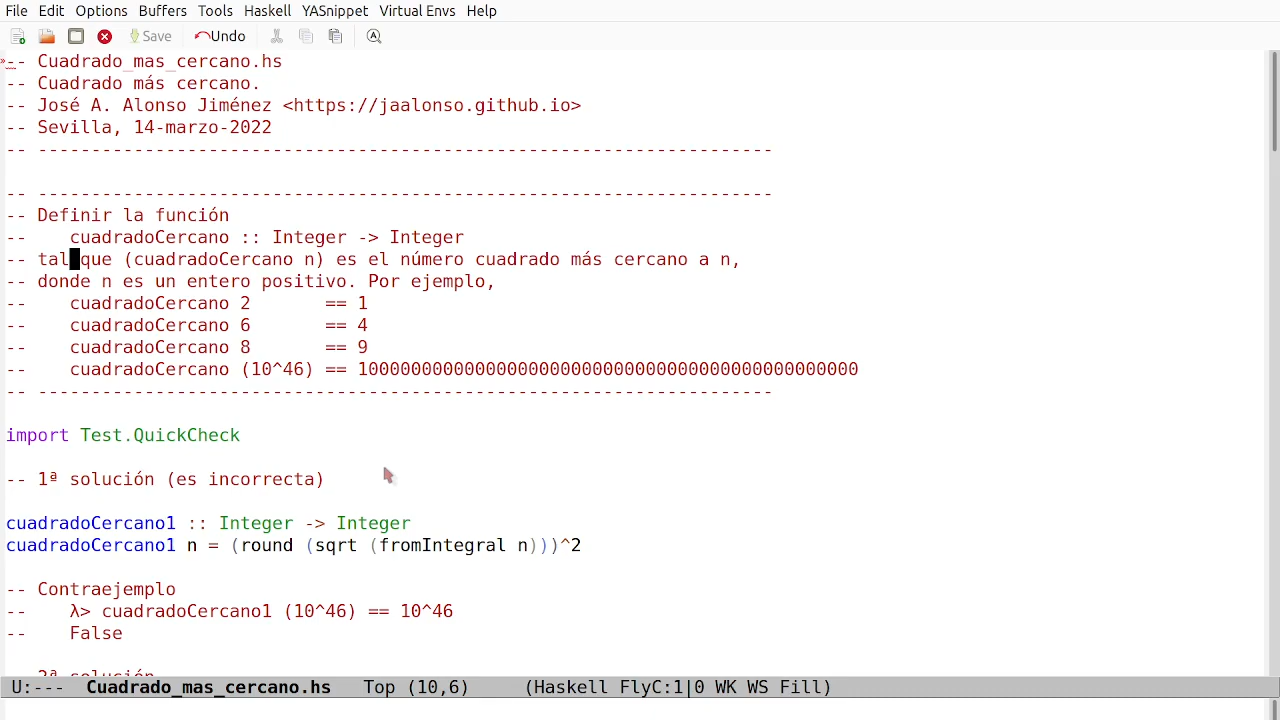 File Edit Options Buffers Tools Haskell YASnippet Virtual Envs Help
Save Undo
-- Cuadrado_mas_cercano.hs
-- Cuadrado más cercano.
-- José A. Alonso Jiménez <https://jaalonso.github.io>
-- Sevilla, 14-marzo-2022
-- ---------------------------------------------------------------------
-- ---------------------------------------------------------------------
-- Definir la función
--    cuadradoCercano :: Integer -> Integer
-- tal que (cuadradoCercano n) es el número cuadrado más cercano a n,
-- donde n es un entero positivo. Por ejemplo,
--    cuadradoCercano 2       == 1
--    cuadradoCercano 6       == 4
--    cuadradoCercano 8       == 9
--    cuadradoCercano (10^46) == 10000000000000000000000000000000000000000000000
-- ---------------------------------------------------------------------
import Test.QuickCheck
-- 1ª solución (es incorrecta)
cuadradoCercano1 :: Integer -> Integer
cuadradoCercano1 n = (round (sqrt (fromIntegral n)))^2
-- Contraejemplo
--    λ> cuadradoCercano1 (10^46) == 10^46
--    False
-- 2ª solución
U:--- Cuadrado_mas_cercano.hs Top (10,6) (Haskell FlyC:1|0 WK WS Fill)